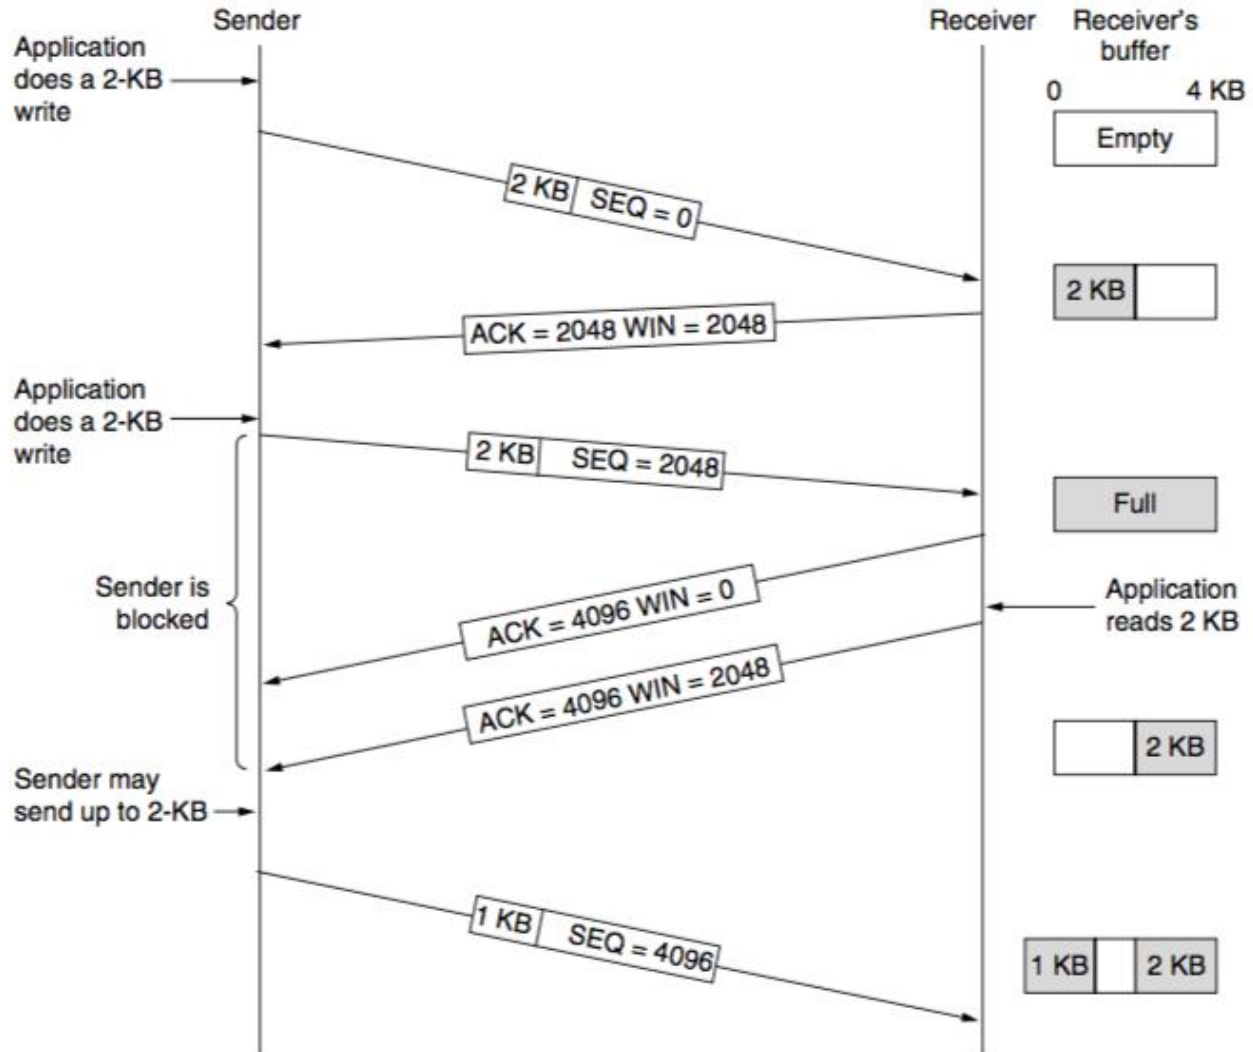 Sender
Receiver
Receiver's
buffer
Application
does a 2-KB
write
0
4 KB
Empty
2 KB
SEQ = 0
2 KB
ACK = 2048 WIN = 2048
Application
does a 2-KB
write
2 KB
SEQ = 2048
Full
Sender is
blocked
ACK = 4096 WIN = 0
Application
reads 2 KB
ACK = 4096 WIN = 2048
2 KB
Sender may
send up to 2-KB
1 KB
SEQ = 4096
1 KB
2 KB